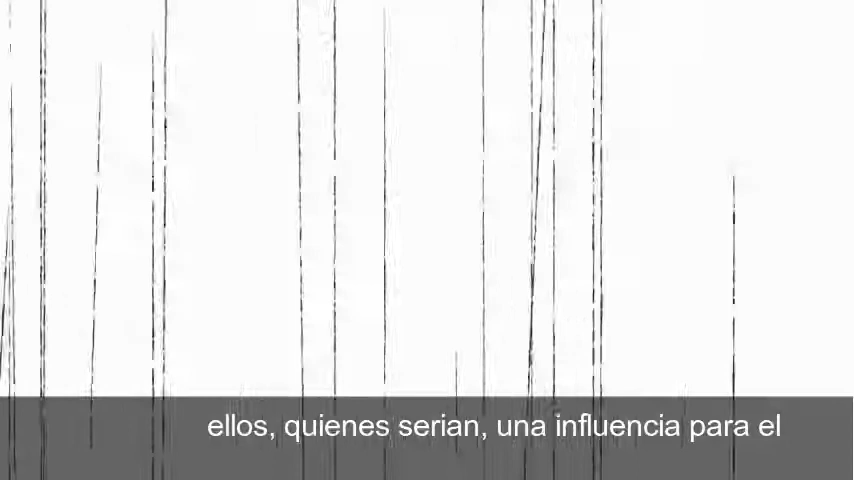 ellos, quienes serian, una influencia para el